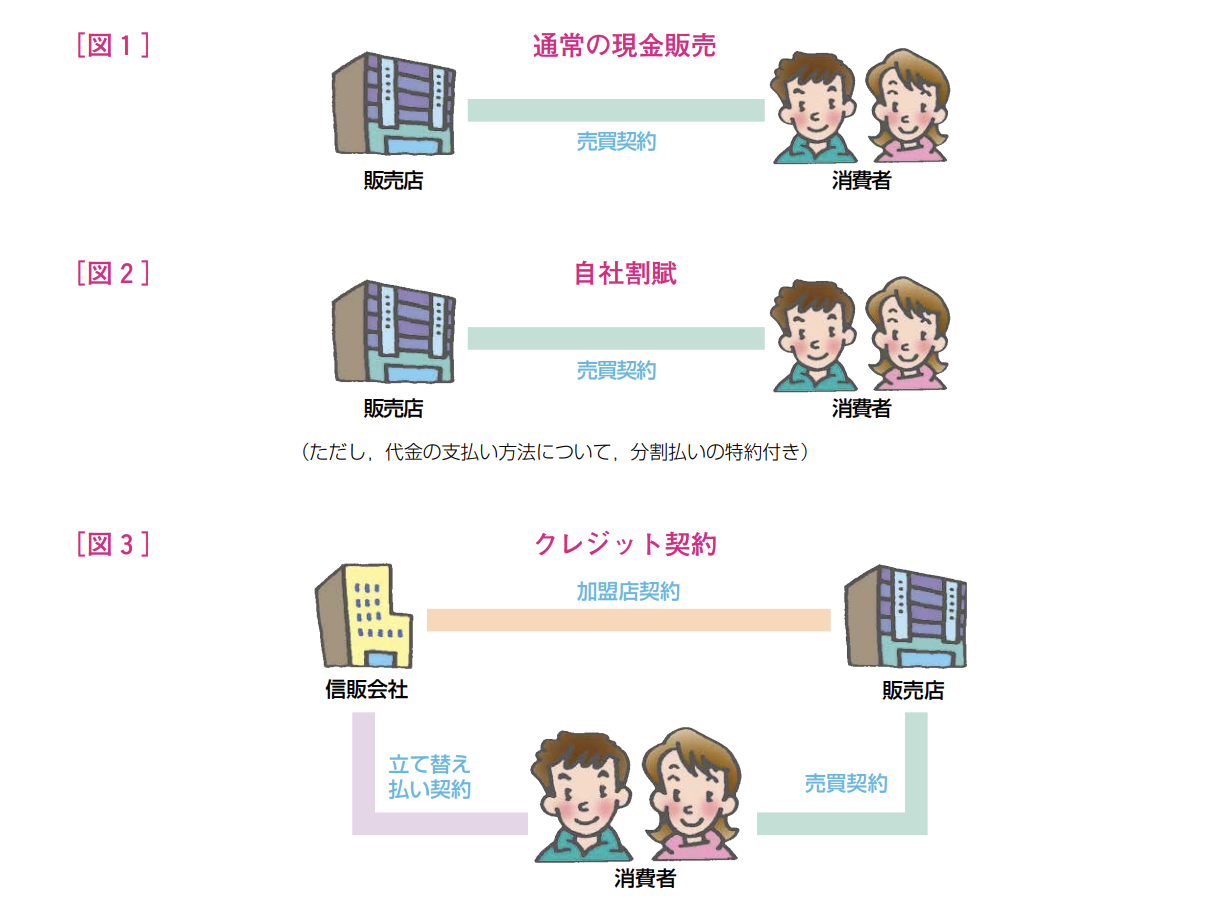 ［図１］
通常の現金販売
売買契約
販売店
消費者
［図２］
自社割賦
売買契約
販売店
消費者
（ただし，代金の支払い方法について，分割払いの特約付き）
［図３］
クレジット契約
加盟店契約
信販会社
販売店
立て替え
払い契約
売買契約
消費者